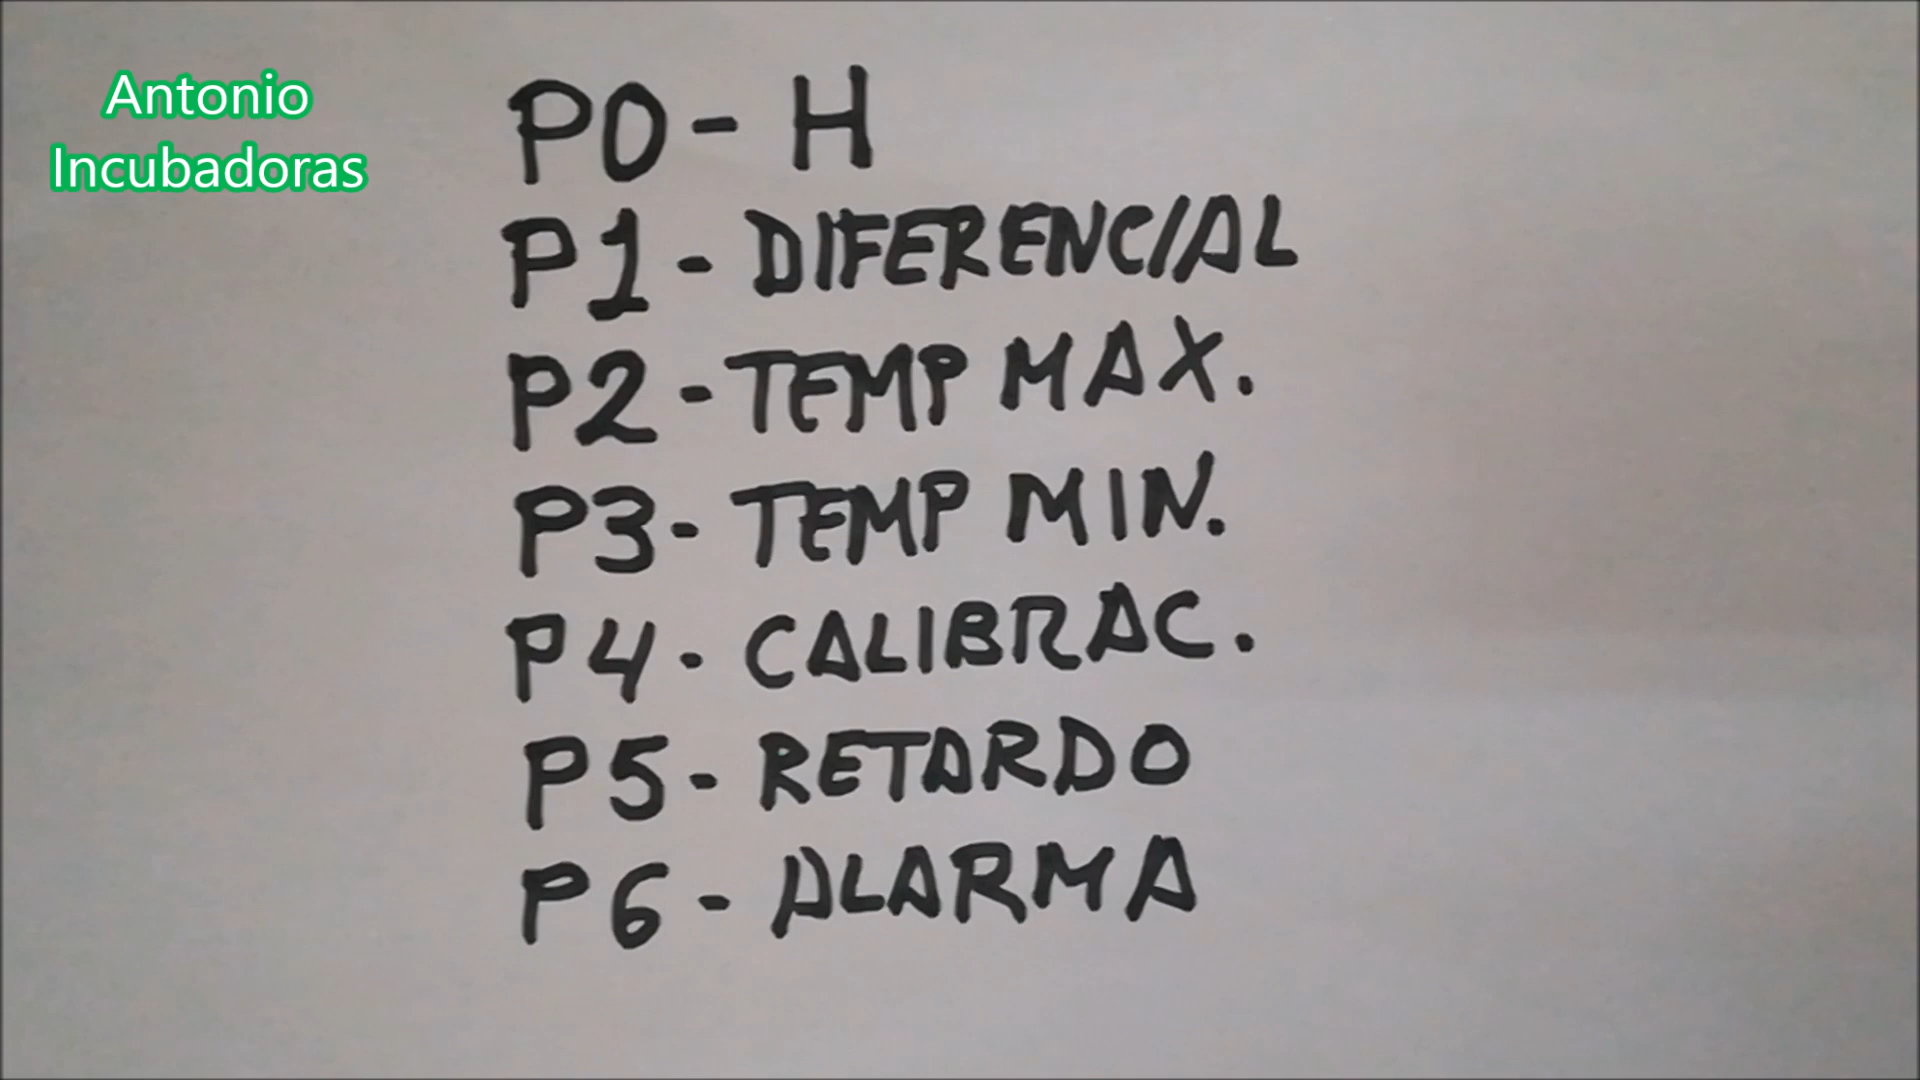 Antonio
Incubadoras
P0 - H
P1 - DIFERENCIAL
P2 - TEMP MAX.
P3 - TEMP MIN.
P4 - CALIBRAC.
P5 - RETARDO
P6 - ALARMA